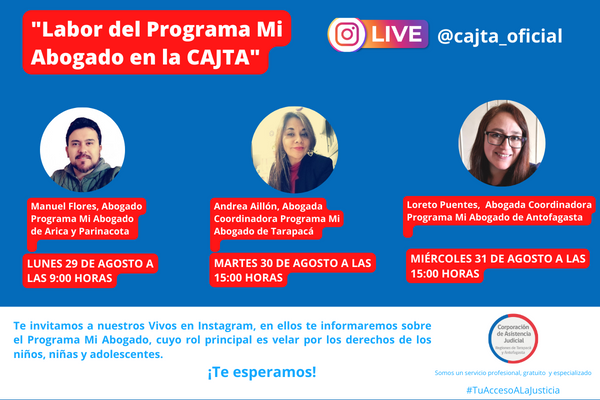 "Labor del Programa Mi
Abogado en la CAJTA"
LIVE @cajta_oficial
Manuel Flores, Abogado
Programa Mi Abogado
de Arica y Parinacota
LUNES 29 DE AGOSTO A
LAS 9:00 HORAS
Andrea Aillón, Abogada
Coordinadora Programa Mi
Abogado de Tarapacá
MARTES 30 DE AGOSTO A LAS
15:00 HORAS
Loreto Puentes, Abogada Coordinadora
Programa Mi Abogado de Antofagasta
MIÉRCOLES 31 DE AGOSTO A LAS
15:00 HORAS
Te invitamos a nuestros Vivos en Instagram, en ellos te informaremos sobre
el Programa Mi Abogado, cuyo rol principal es velar por los derechos de los
niños, niñas y adolescentes.
¡Te esperamos!
Corporación
de Asistencia
Judicial
Regiones de Tarapacá
y Antofagasta
Somos un servicio profesional, gratuito y especializado
#TuAccesoALaJusticia